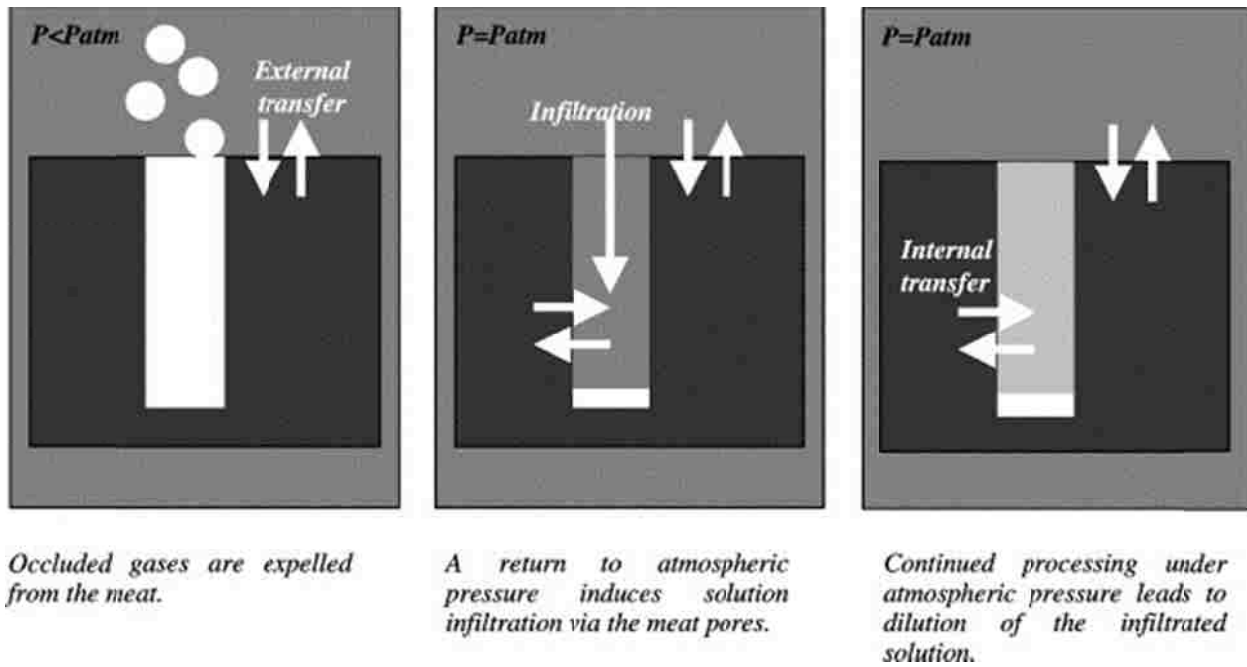 P<Patm
External
transfer
P=Patm
Infiltration
P=Patm
Internal
transfer
Occluded gases are expelled
from the meat.
A return to atmospheric
pressure induces solution
infiltration via the meat pores.
Continued processing under
atmospheric pressure leads to
dilution of the infiltrated
solution.